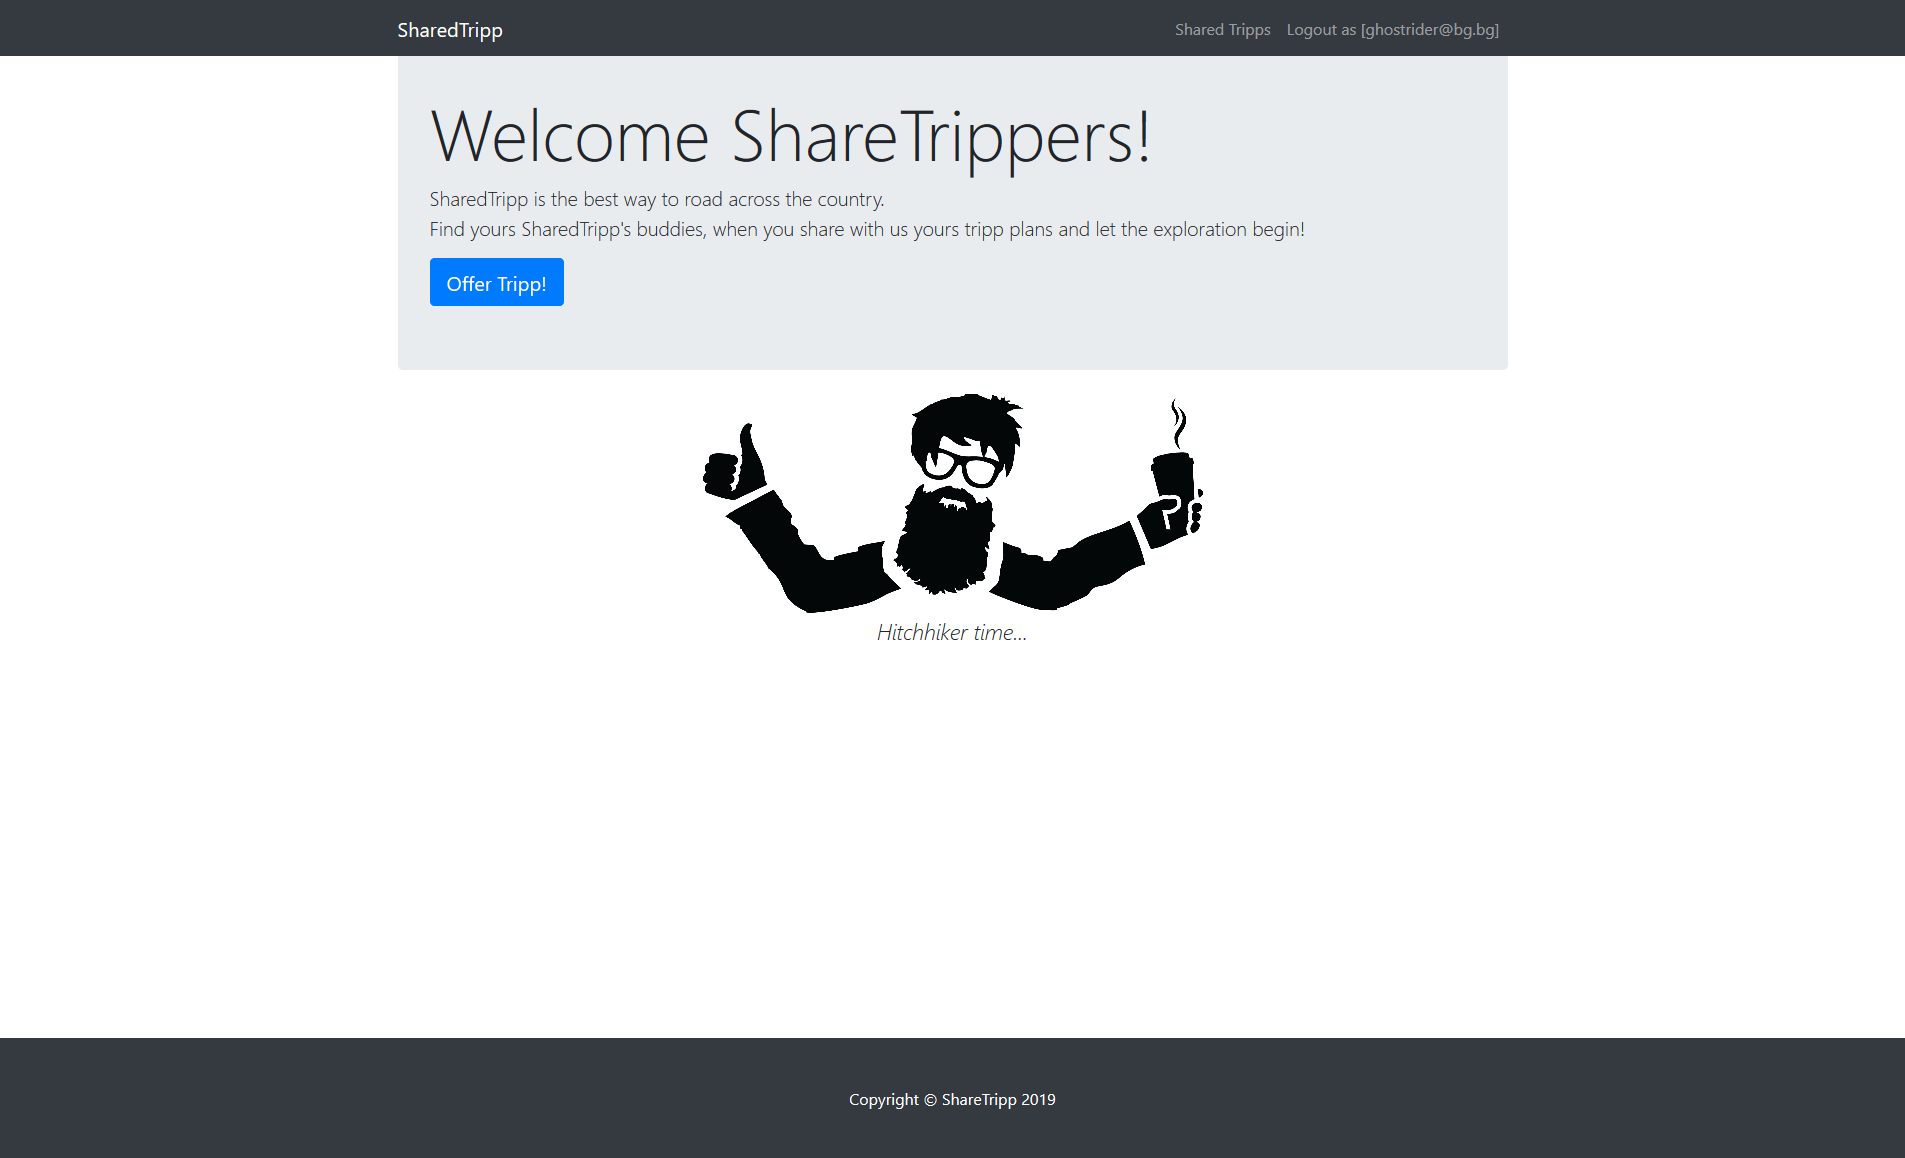 SharedTripp
Shared Tripps
Logout as [ghostrider@bg.bg]
Welcome ShareTrippers!
SharedTripp is the best way to road across the country.
Find yours SharedTripp's buddies, when you share with us yours tripp plans and let the exploration begin!
Offer Tripp!
Hitchhiker time...
Copyright © ShareTripp 2019